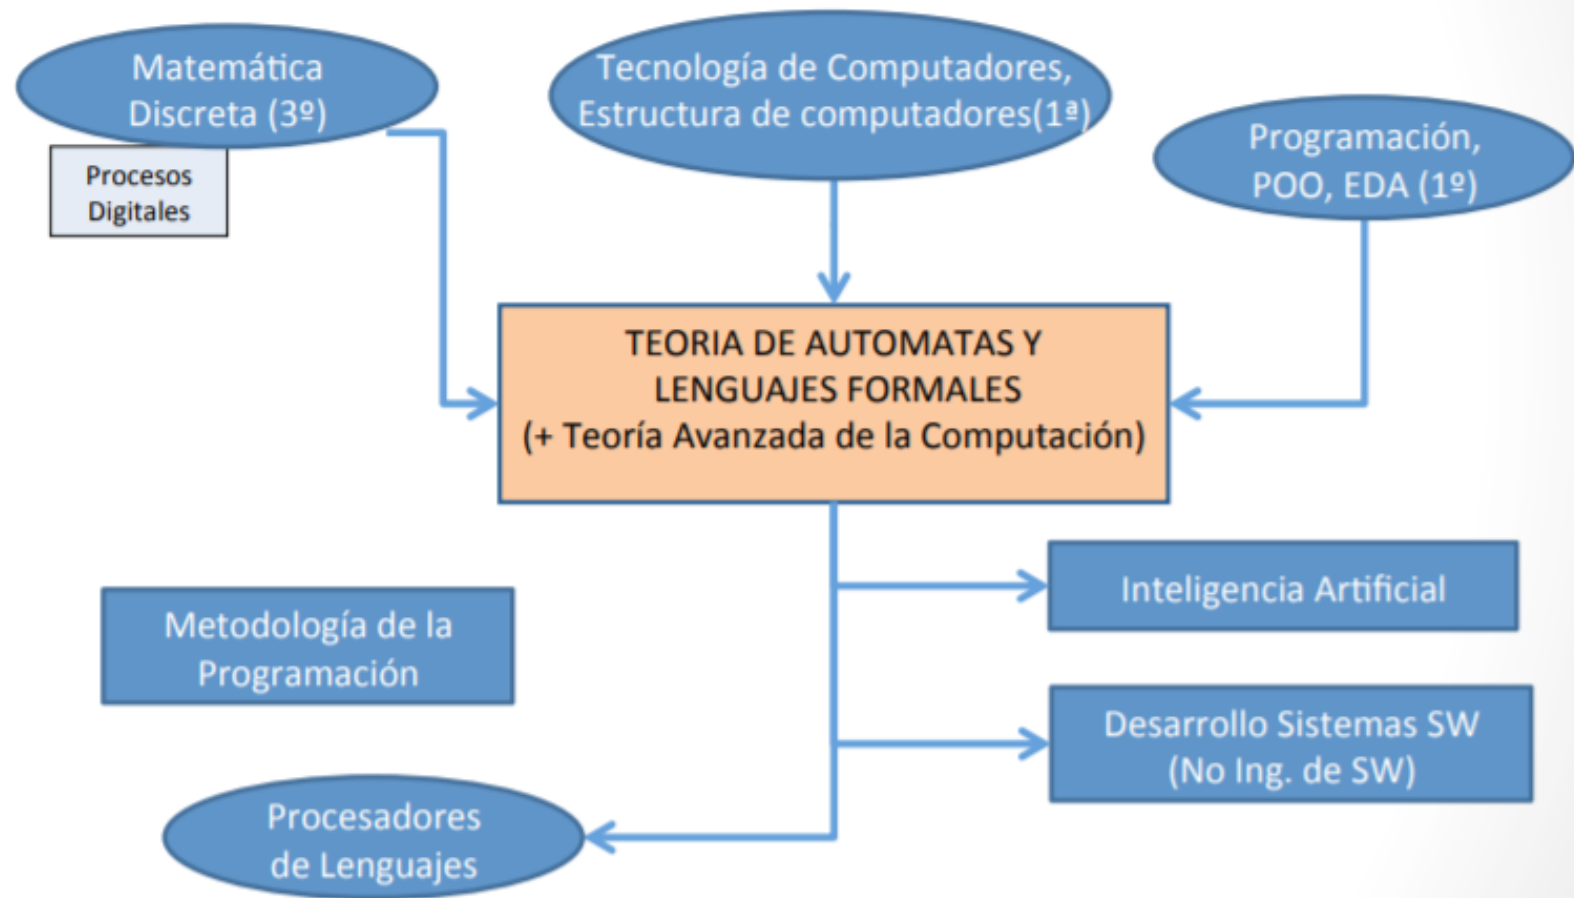 Matemática
Discreta (3º)
Procesos
Digitales
Tecnología de Computadores,
Estructura de computadores(1ª)
Programación,
POO, EDA (1º)
TEORIA DE AUTOMATAS Y
LENGUAJES FORMALES
(+ Teoría Avanzada de la Computación)
Inteligencia Artificial
Metodología de la
Programación
Desarrollo Sistemas SW
(No Ing. de SW)
Procesadores
de Lenguajes